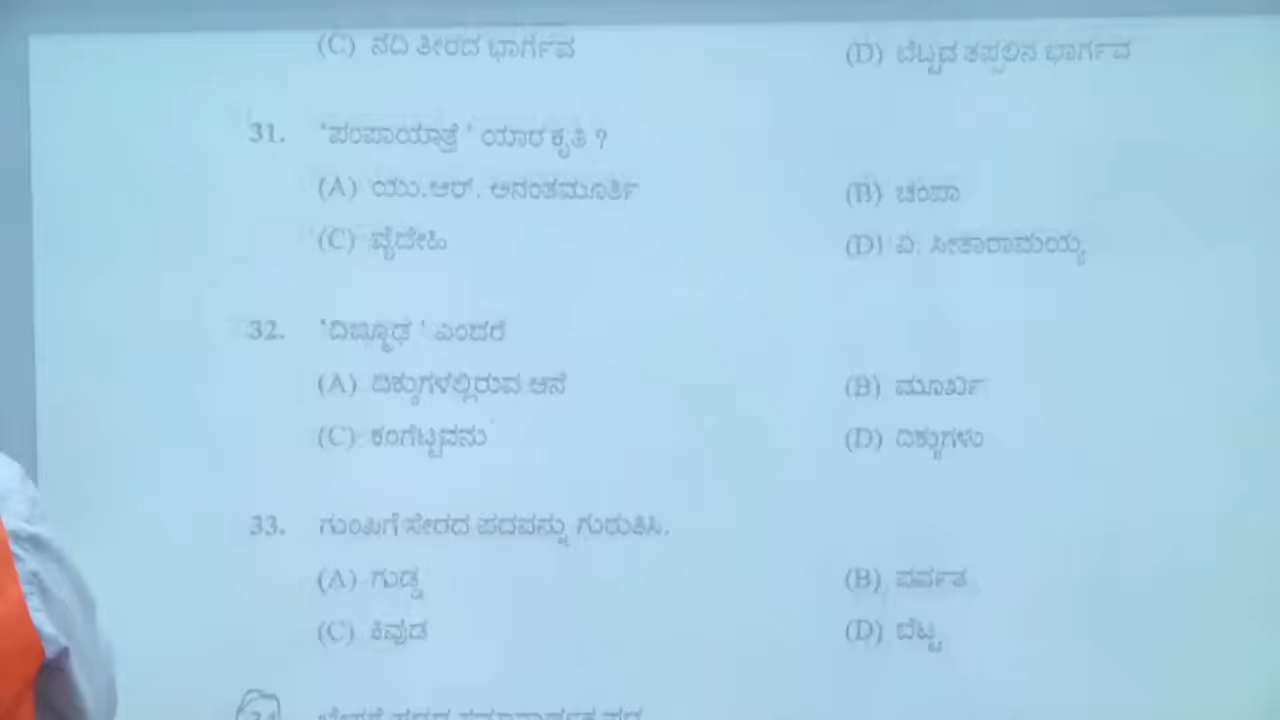 (C) ನದಿ ತೀರದ ಭಾರ್ಗವ (D) ಬೆಟ್ಟದ ತಪ್ಪಲಿನ ಭಾರ್ಗವ
31. 'ಪಂಪಾಯಾತ್ರೆ' ಯಾರ ಕೃತಿ ?
(A) ಯು.ಆರ್. ಅನಂತಮೂರ್ತಿ (B) ಚಂಪಾ
(C) ವೈದೇಹಿ (D) ವಿ. ಸೀತಾರಾಮಯ್ಯ
32. 'ದಿಙ್ಮೂಢ' ಎಂದರೆ
(A) ದಿಕ್ಕುಗಳಲ್ಲಿರುವ ಆನೆ (B) ಮೂರ್ಖ
(C) ಕಂಗೆಟ್ಟವನು (D) ದಿಕ್ಕುಗಳು
33. ಗುಂಪಿಗೆ ಸೇರದ ಪದವನ್ನು ಗುರುತಿಸಿ.
(A) ಗುಡ್ಡ (B) ಪರ್ವತ
(C) ಕಿವುಡ (D) ಬೆಟ್ಟ
34.